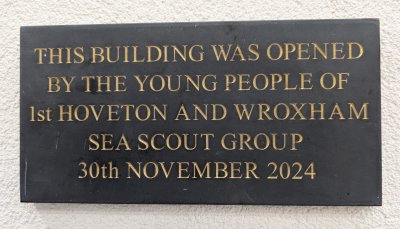 THIS BUILDING WAS OPENED
BY THE YOUNG PEOPLE OF
1st HOVETON AND WROXHAM
SEA SCOUT GROUP
30th NOVEMBER 2024